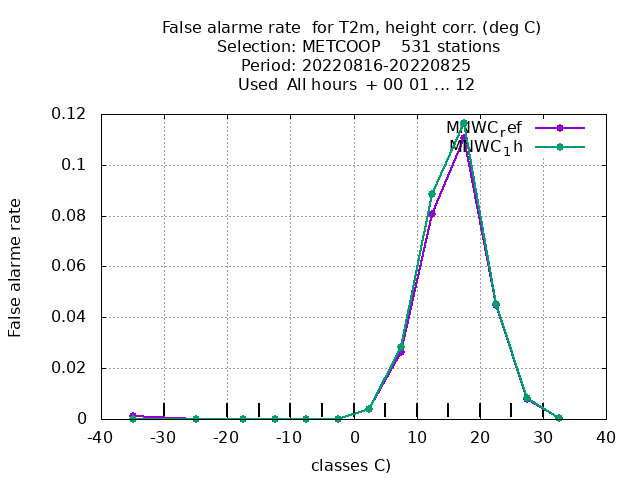 False alarme rate for T2m, height corr. (deg C)
Selection: METCOOP 531 stations
Period: 20220816-20220825
Used All hours + 00 01 ... 12
0.12
0.1
0.08
0.06
0.04
0.02
0
False alarme rate
MNWC_ref
MNWC_1h
-40 -30 -20 -10 0 10 20 30 40
classes C)